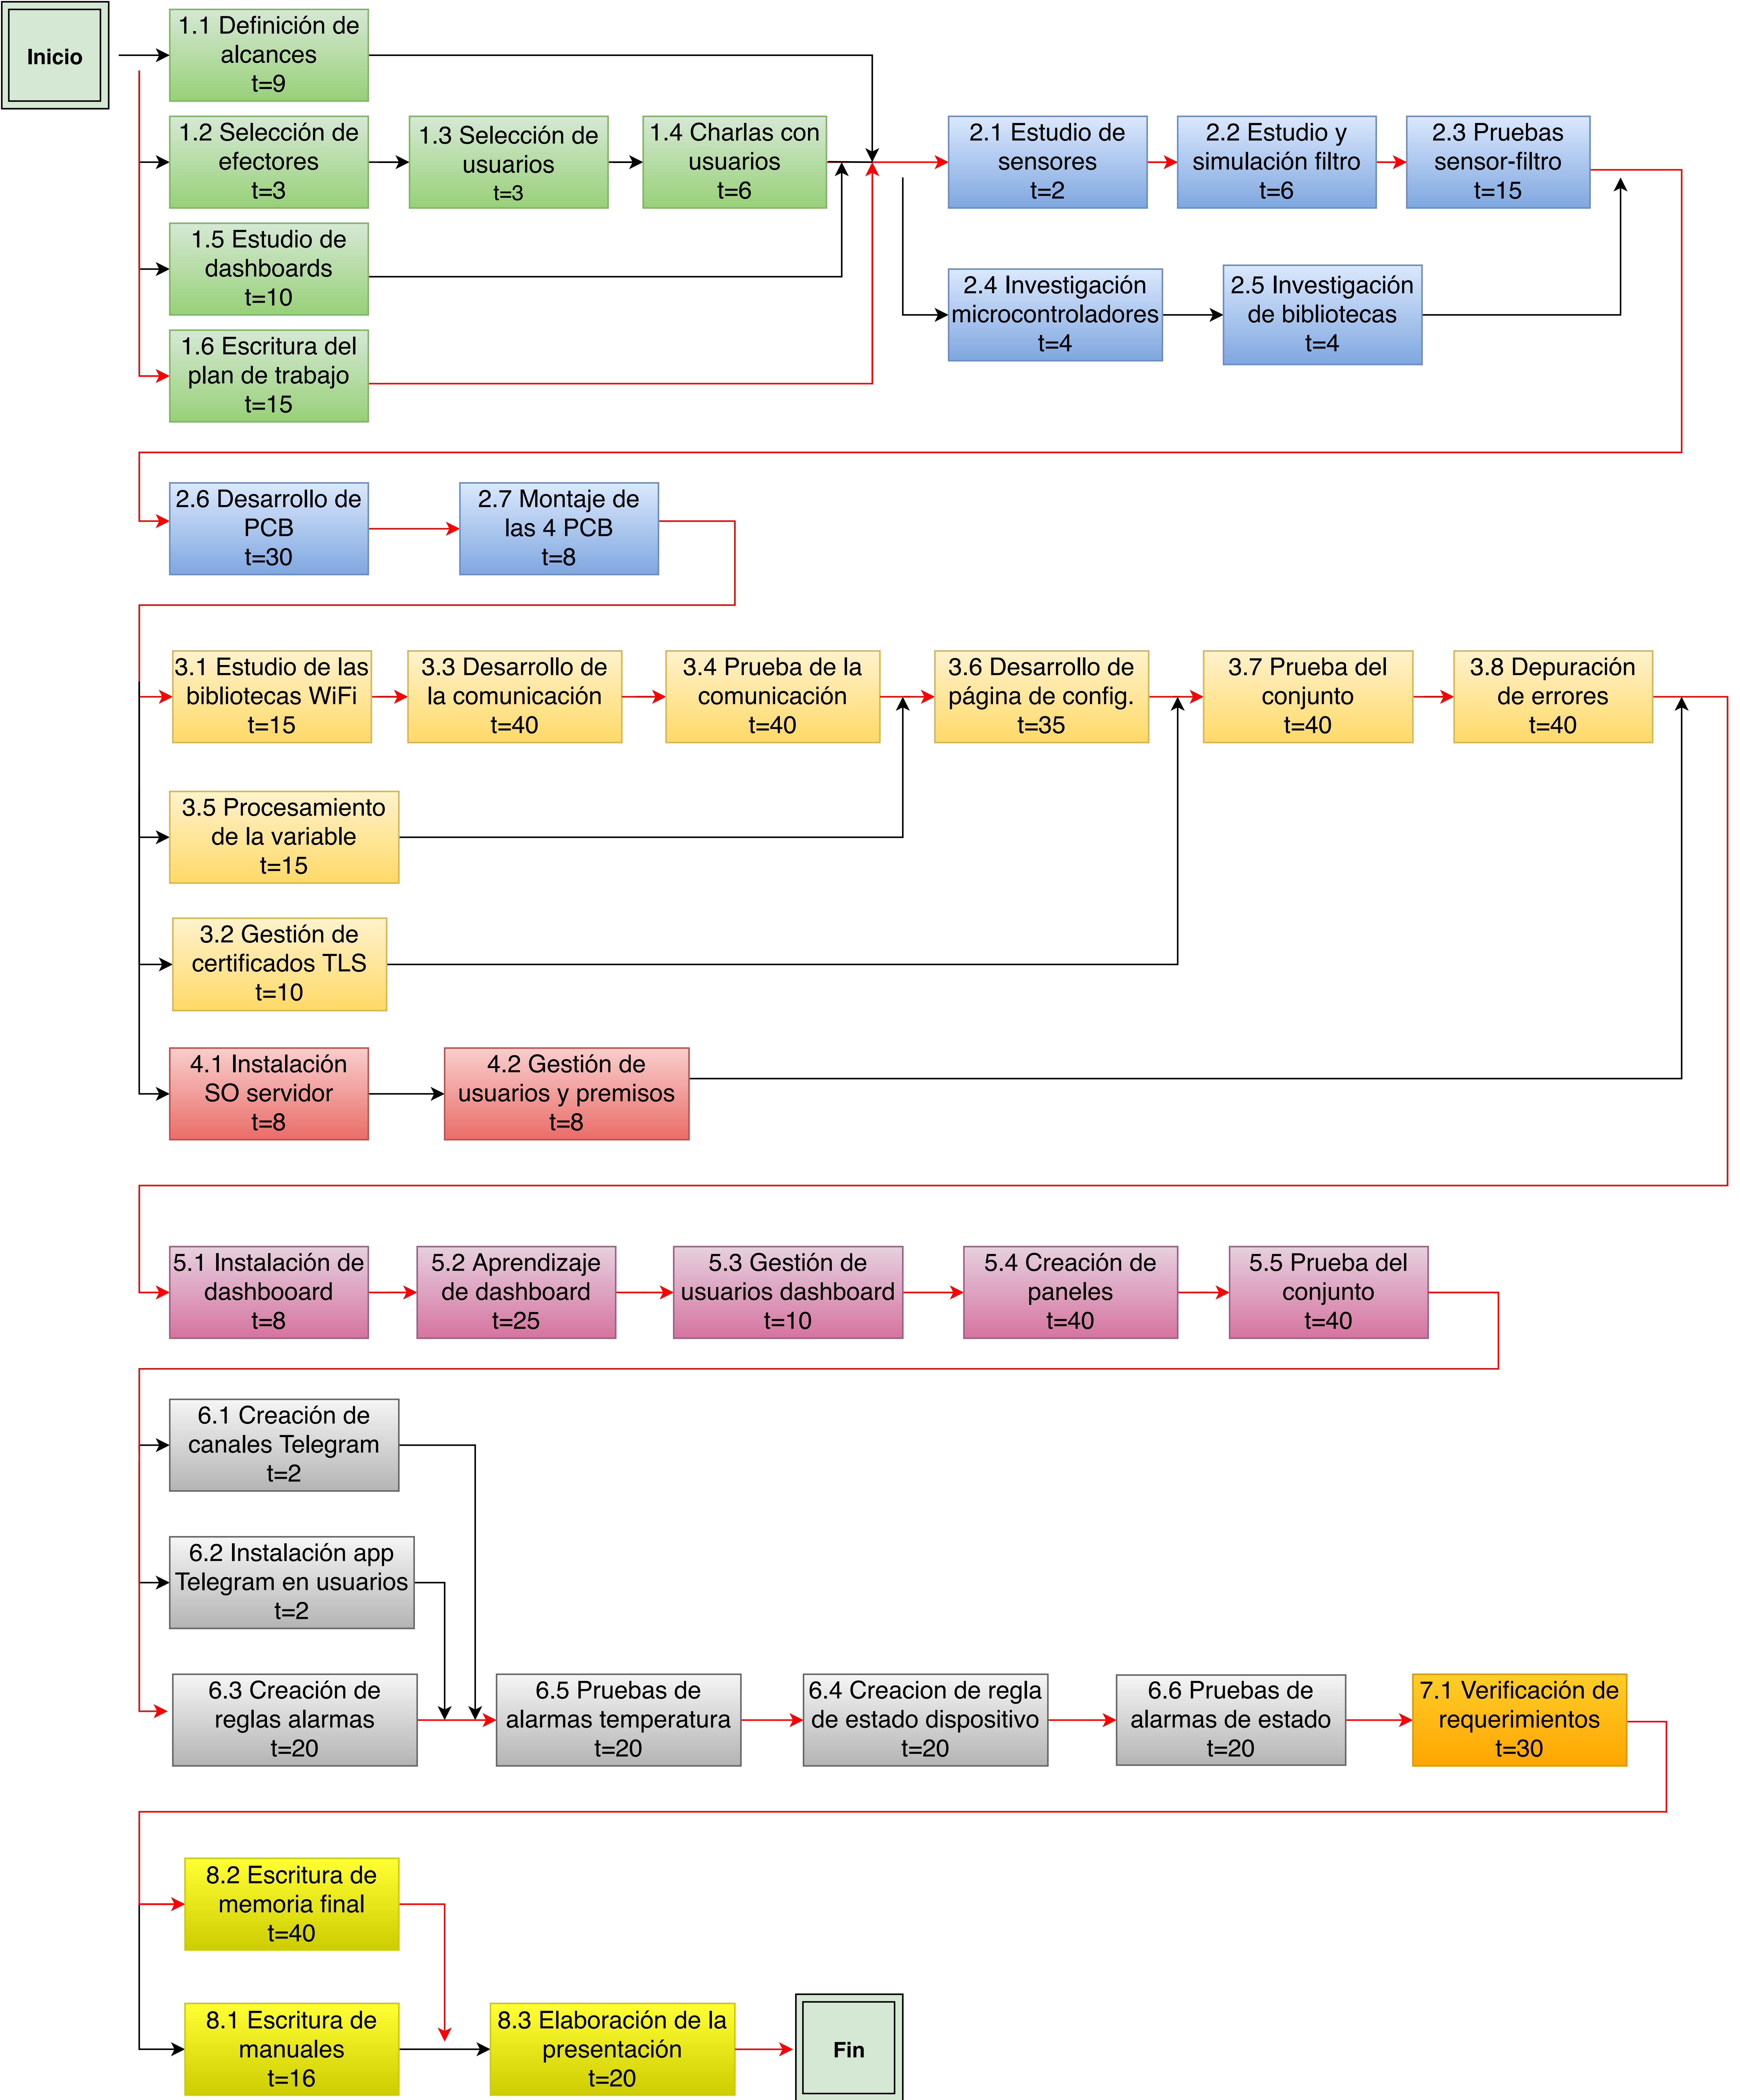 Inicio
1.1 Definición de
alcances
t=9
1.2 Selección de
efectores
t=3
1.3 Selección de
usuarios
t=3
1.4 Charlas con
usuarios
t=6
2.1 Estudio de
sensores
t=2
2.2 Estudio y
simulación filtro
t=6
2.3 Pruebas
sensor-filtro
t=15
1.5 Estudio de
dashboards
t=10
2.4 Investigación
microcontroladores
t=4
2.5 Investigación
de bibliotecas
t=4
1.6 Escritura del
plan de trabajo
t=15
2.6 Desarrollo de
PCB
t=30
2.7 Montaje de
las 4 PCB
t=8
3.1 Estudio de las
bibliotecas WiFi
t=15
3.3 Desarrollo de
la comunicación
t=40
3.4 Prueba de la
comunicación
t=40
3.6 Desarrollo de
página de config.
t=35
3.7 Prueba del
conjunto
t=40
3.8 Depuración
de errores
t=40
3.5 Procesamiento
de la variable
t=15
3.2 Gestión de
certificados TLS
t=10
4.1 Instalación
SO servidor
t=8
4.2 Gestión de
usuarios y premisos
t=8
5.1 Instalación de
dashbooard
t=8
5.2 Aprendizaje
de dashboard
t=25
5.3 Gestión de
usuarios dashboard
t=10
5.4 Creación de
paneles
t=40
5.5 Prueba del
conjunto
t=40
6.1 Creación de
canales Telegram
t=2
6.2 Instalación app
Telegram en usuarios
t=2
6.3 Creación de
reglas alarmas
t=20
6.5 Pruebas de
alarmas temperatura
t=20
6.4 Creacion de regla
de estado dispositivo
t=20
6.6 Pruebas de
alarmas de estado
t=20
7.1 Verificación de
requerimientos
t=30
8.2 Escritura de
memoria final
t=40
8.1 Escritura de
manuales
t=16
8.3 Elaboración de la
presentación
t=20
Fin